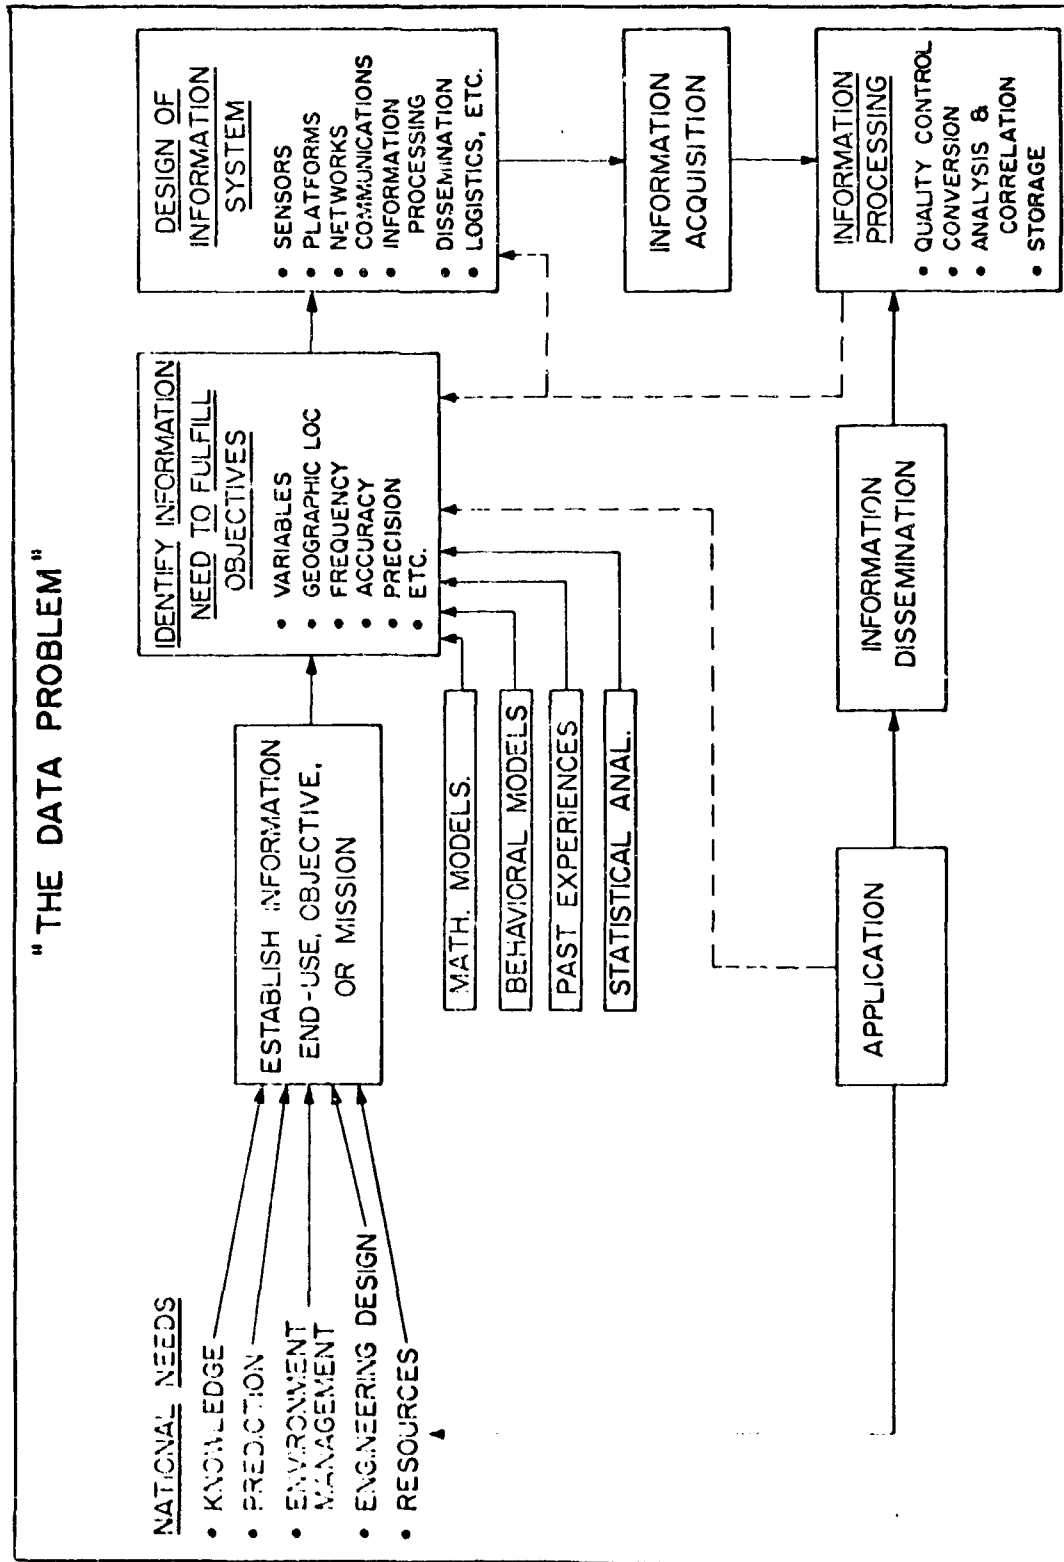 "THE DATA PROBLEM"
NATIONAL NEEDS
• KNOWLEDGE
• PREDICTION
• ENVIRONMENT
MANAGEMENT
• ENGINEERING DESIGN
• RESOURCES
ESTABLISH INFORMATION
END-USE, OBJECTIVE,
OR MISSION
IDENTIFY INFORMATION
NEED TO FULFILL
OBJECTIVES
• VARIABLES
• GEOGRAPHIC LOC
• FREQUENCY
• ACCURACY
• PRECISION
• ETC.
DESIGN OF
INFORMATION
SYSTEM
• SENSORS
• PLATFORMS
• NETWORKS
• COMMUNICATIONS
• INFORMATION
PROCESSING
• DISSEMINATION
• LOGISTICS, ETC.
MATH. MODELS.
BEHAVIORAL MODELS
PAST EXPERIENCES
STATISTICAL ANAL.
INFORMATION
ACQUISITION
APPLICATION
INFORMATION
DISSEMINATION
INFORMATION
PROCESSING
• QUALITY CONTROL
• CONVERSION
• ANALYSIS &
CORRELATION
• STORAGE